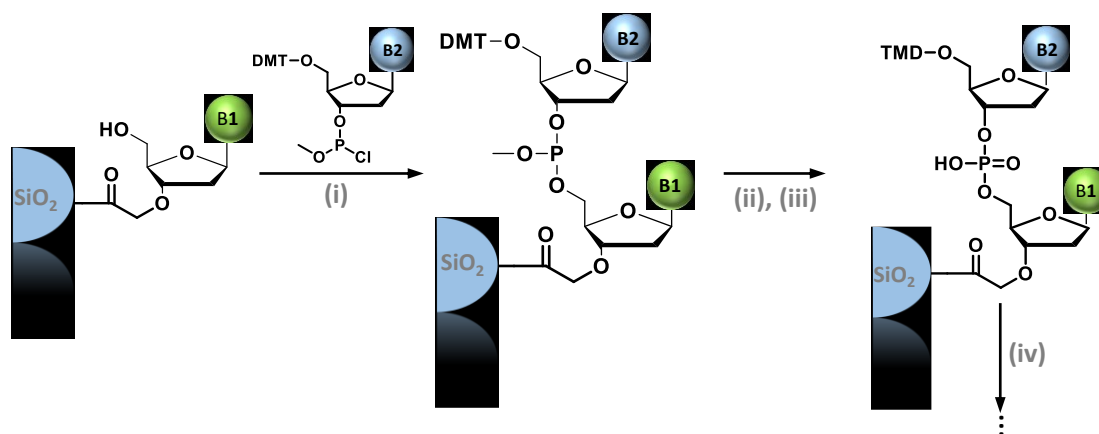 DMT–O
B2
O
O
P
O
Cl
(i)
HO
B1
O
O
O
SiO2
DMT–O
B2
O
O
–O–P
O
B1
O
O
O
SiO2
(ii), (iii)
TMD–O
B2
O
O
HO–P=O
O
B1
O
O
O
SiO2
(iv)